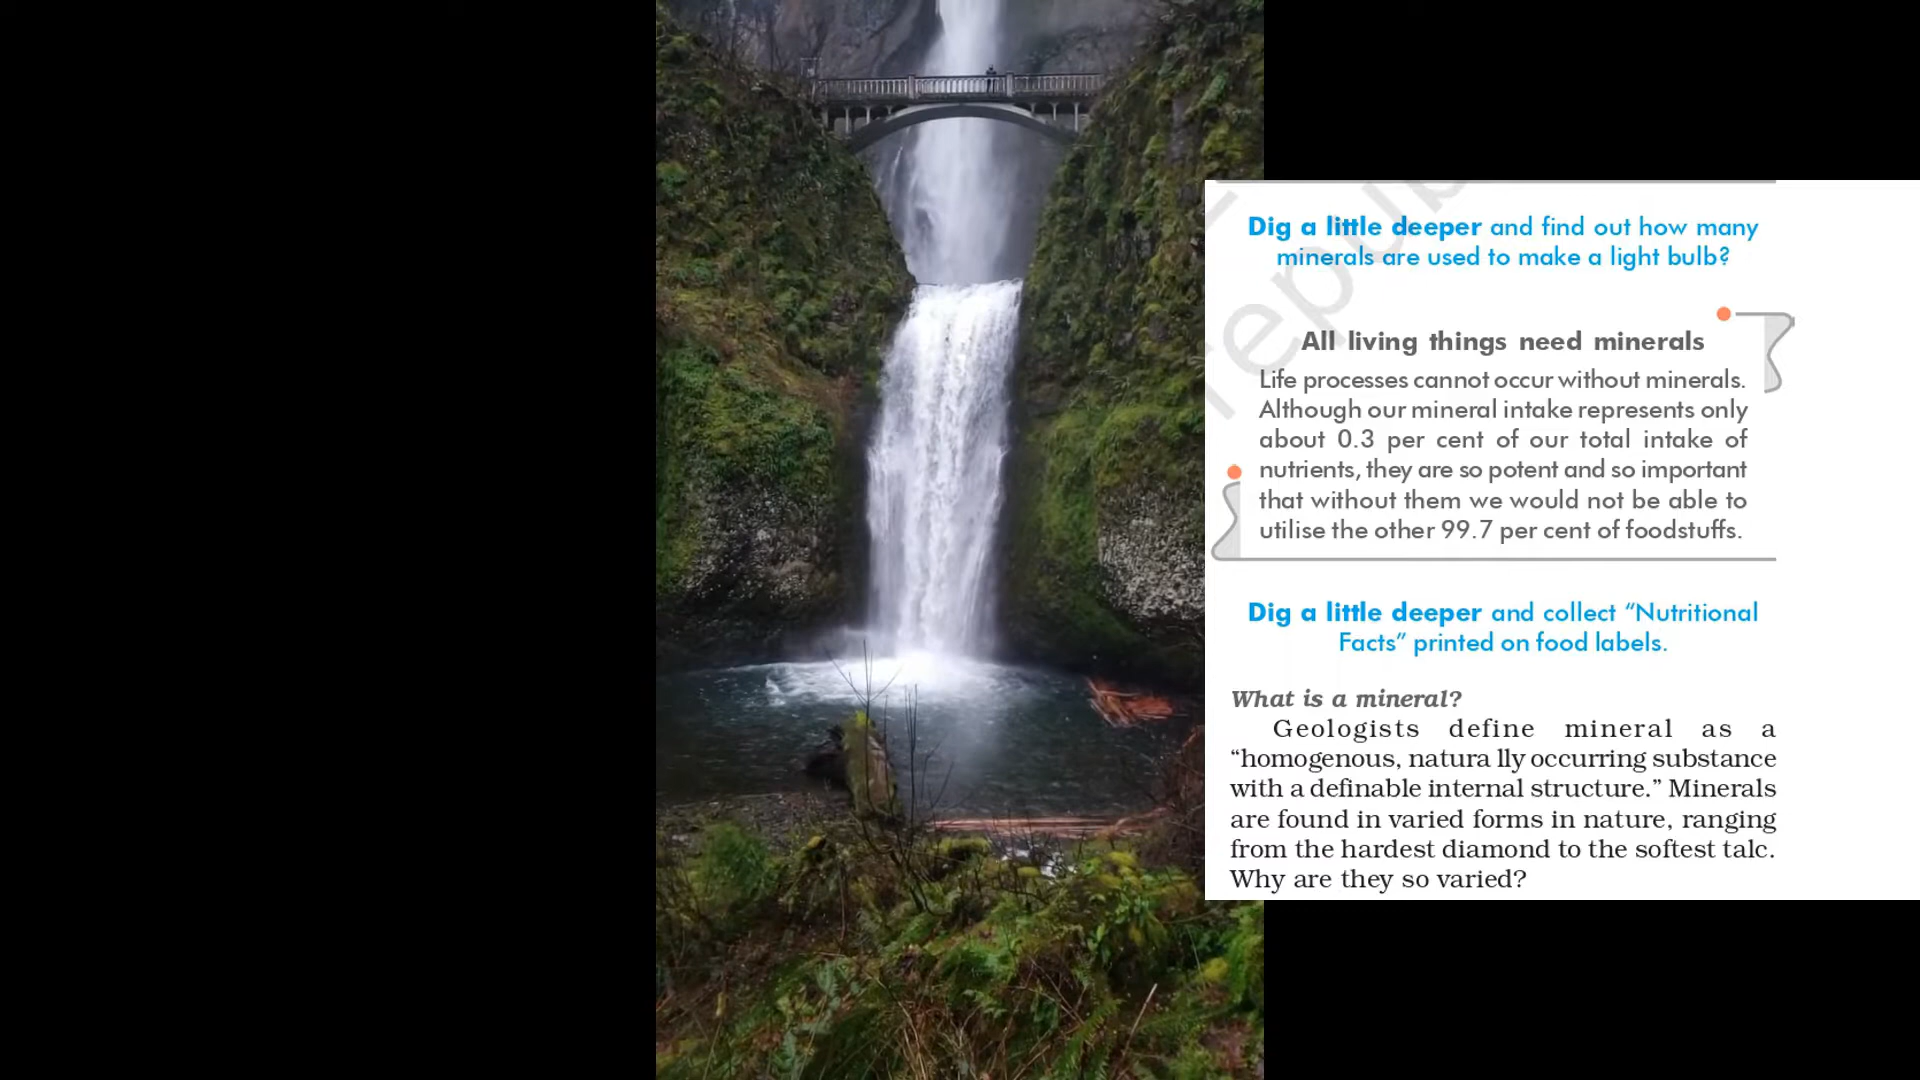 Dig a little deeper and find out how many
minerals are used to make a light bulb?
All living things need minerals
Life processes cannot occur without minerals.
Although our mineral intake represents only
about 0.3 per cent of our total intake of
nutrients, they are so potent and so important
that without them we would not be able to
utilise the other 99.7 per cent of foodstuffs.
Dig a little deeper and collect “Nutritional
Facts” printed on food labels.
What is a mineral?
Geologists define mineral as a
“homogenous, natura lly occurring substance
with a definable internal structure.” Minerals
are found in varied forms in nature, ranging
from the hardest diamond to the softest talc.
Why are they so varied?